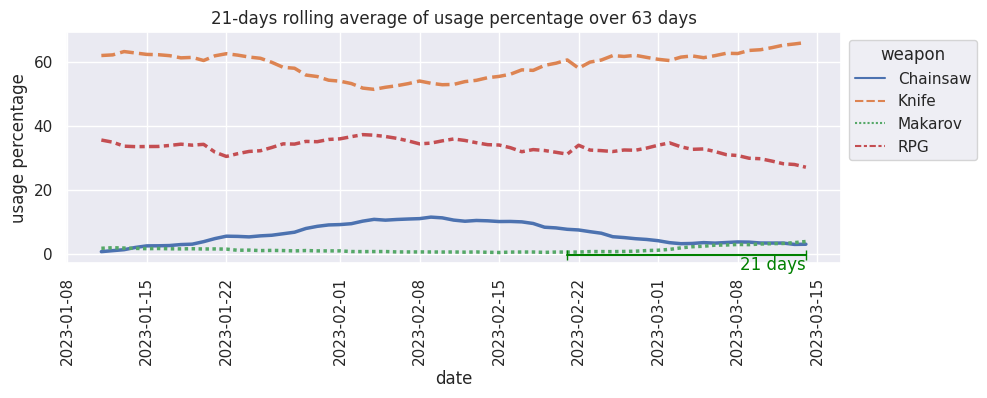 21-days rolling average of usage percentage over 63 days
usage percentage
60
40
20
0
21 days
2023-01-08
2023-01-15
2023-01-22
2023-02-01
2023-02-08
2023-02-15
2023-02-22
2023-03-01
2023-03-08
2023-03-15
date
weapon
Chainsaw
Knife
Makarov
RPG